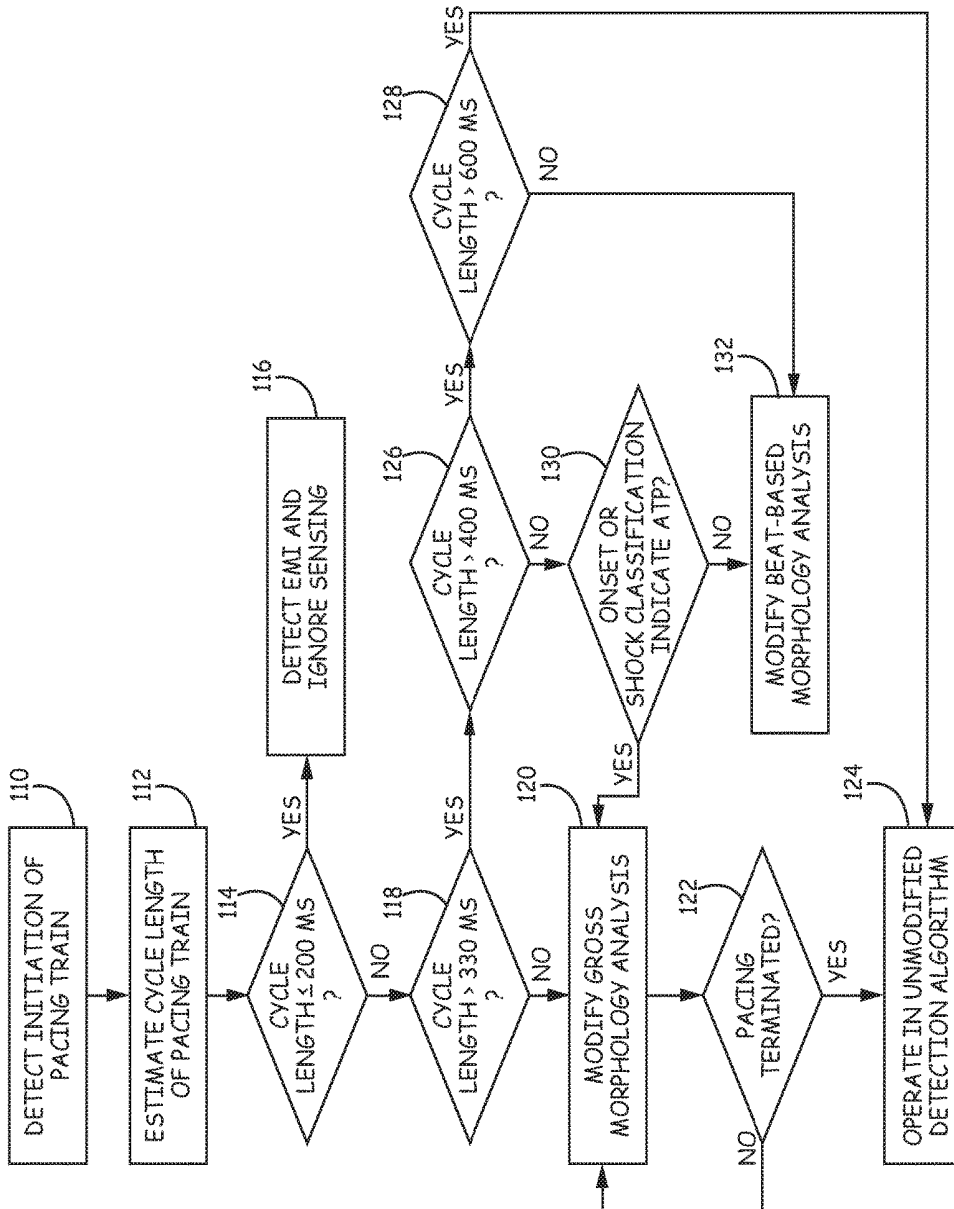 110
DETECT INITIATION OF
PACING TRAIN
112
ESTIMATE CYCLE LENGTH
OF PACING TRAIN
114
CYCLE
LENGTH ≤ 200 MS
?
YES
NO
116
DETECT EMI AND
IGNORE SENSING
118
CYCLE
LENGTH > 330 MS
?
YES
NO
126
CYCLE
LENGTH > 400 MS
?
YES
NO
128
CYCLE
LENGTH > 600 MS
?
YES
NO
120
MODIFY GROSS
MORPHOLOGY ANALYSIS
130
ONSET OR
SHOCK CLASSIFICATION
INDICATE ATP?
YES
NO
132
MODIFY BEAT-BASED
MORPHOLOGY ANALYSIS
122
PACING
TERMINATED?
NO
YES
124
OPERATE IN UNMODIFIED
DETECTION ALGORITHM